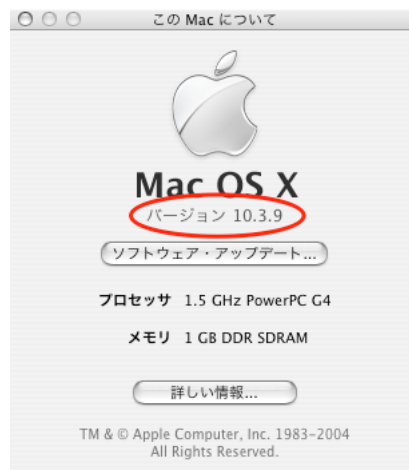 この Mac について
Mac OS X
バージョン 10.3.9
ソフトウェア・アップデート...
プロセッサ 1.5 GHz PowerPC G4
メモリ 1 GB DDR SDRAM
詳しい情報...
TM & © Apple Computer, Inc. 1983-2004
All Rights Reserved.